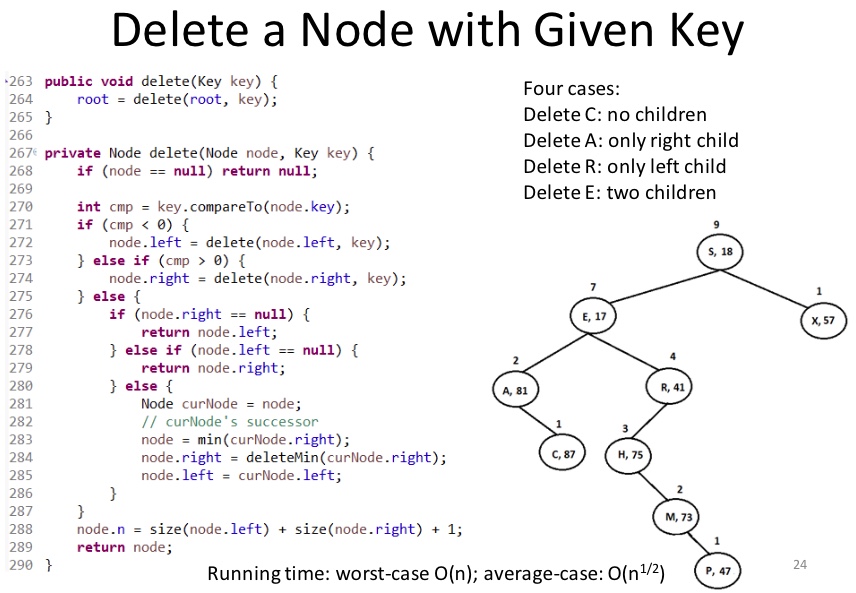 Delete a Node with Given Key
263 public void delete(Key key) {
264     root = delete(root, key);
265 }
266
267 private Node delete(Node node, Key key) {
268     if (node == null) return null;
269
270     int cmp = key.compareTo(node.key);
271     if (cmp < 0) {
272         node.left = delete(node.left, key);
273     } else if (cmp > 0) {
274         node.right = delete(node.right, key);
275     } else {
276         if (node.right == null) {
277             return node.left;
278         } else if (node.left == null) {
279             return node.right;
280         } else {
281             Node curNode = node;
282             // curNode's successor
283             node = min(curNode.right);
284             node.right = deleteMin(curNode.right);
285             node.left = curNode.left;
286         }
287     }
288     node.n = size(node.left) + size(node.right) + 1;
289     return node;
290 }
Four cases:
Delete C: no children
Delete A: only right child
Delete R: only left child
Delete E: two children
9
S, 18
7
E, 17
1
X, 57
2
A, 81
4
R, 41
1
C, 87
3
H, 75
2
M, 73
1
P, 47
Running time: worst-case O(n); average-case: O(n^1/2)
24